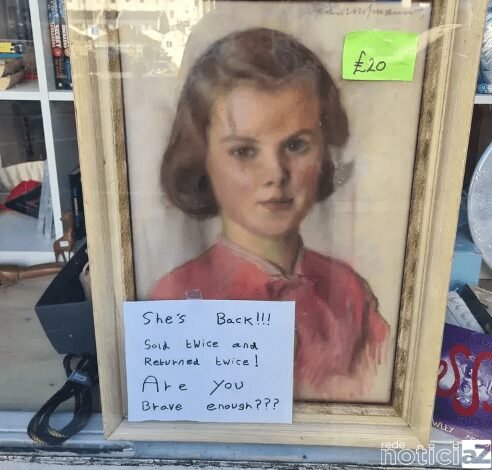 £20
She's Back!!!
Sold twice and
Returned twice!
Are you
Brave enough???
rede
noticiaZ